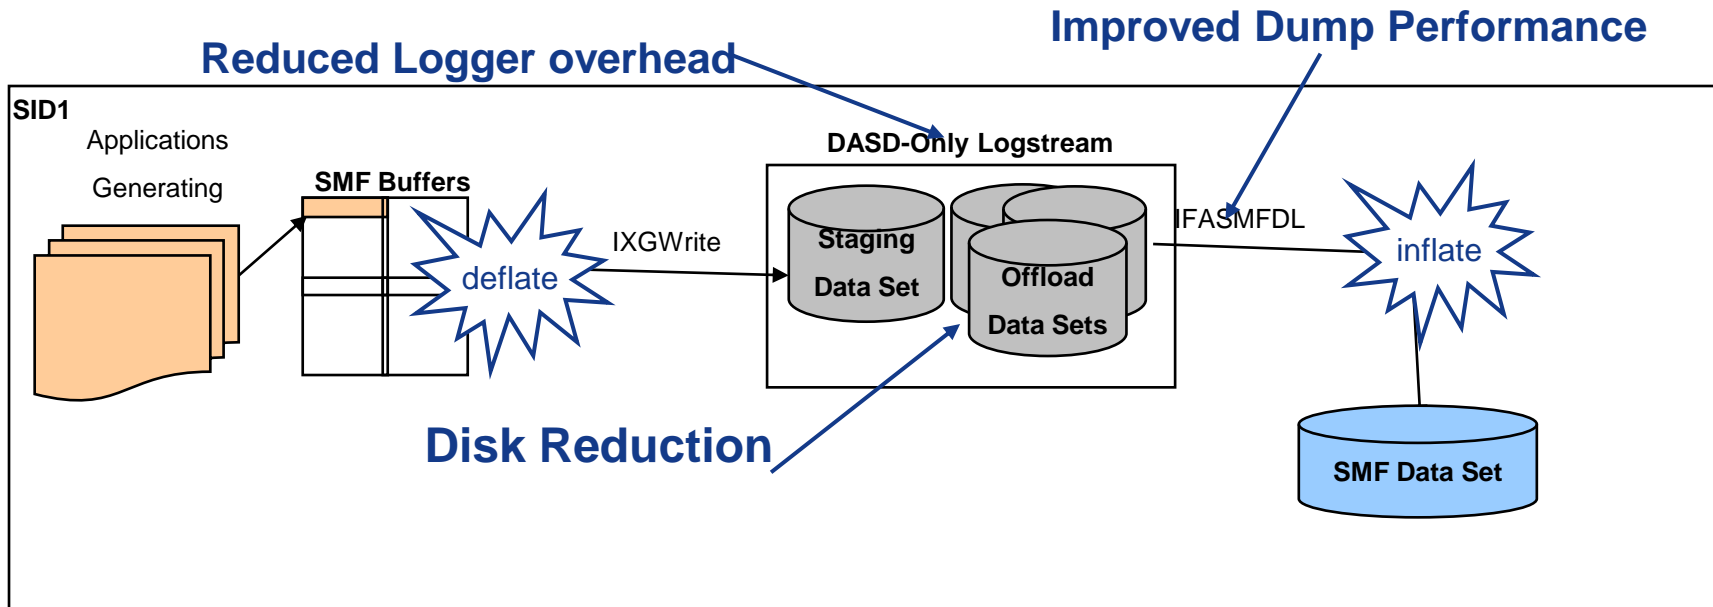 Improved Dump Performance
Reduced Logger overhead
SID1
Applications
Generating
SMF Buffers
deflate
IXGWrite
DASD-Only Logstream
Staging
Data Set
Offload
Data Sets
IFASMFDL
inflate
Disk Reduction
SMF Data Set